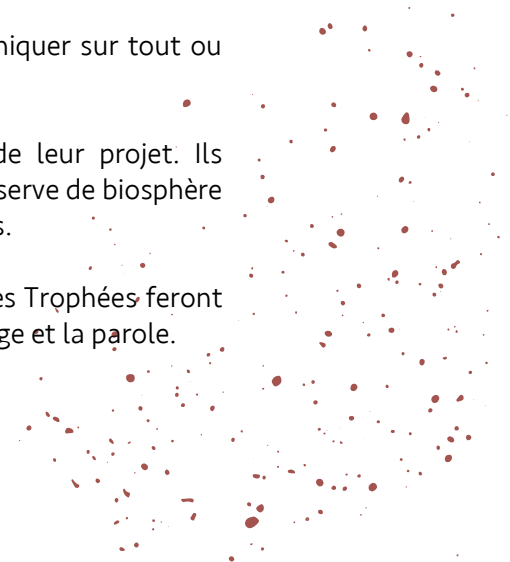 niquer sur tout ou
de leur projet. Ils
serve de biosphère
s.
es Trophées feront
ge et la parole.